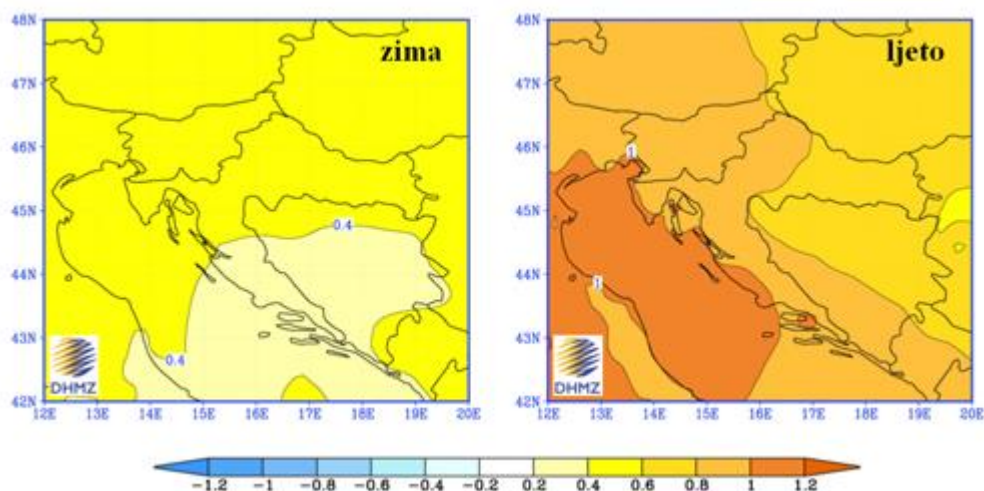 zima
ljeto
48N
47N
46N
45N
44N
43N
42N
12E 13E 14E 15E 16E 17E 18E 19E 20E
0.4
0.4
DHMZ
48N
47N
46N
45N
44N
43N
42N
12E 13E 14E 15E 16E 17E 18E 19E 20E
1
1
DHMZ
-1.2 -1 -0.8 -0.6 -0.4 -0.2 0.2 0.4 0.6 0.8 1 1.2